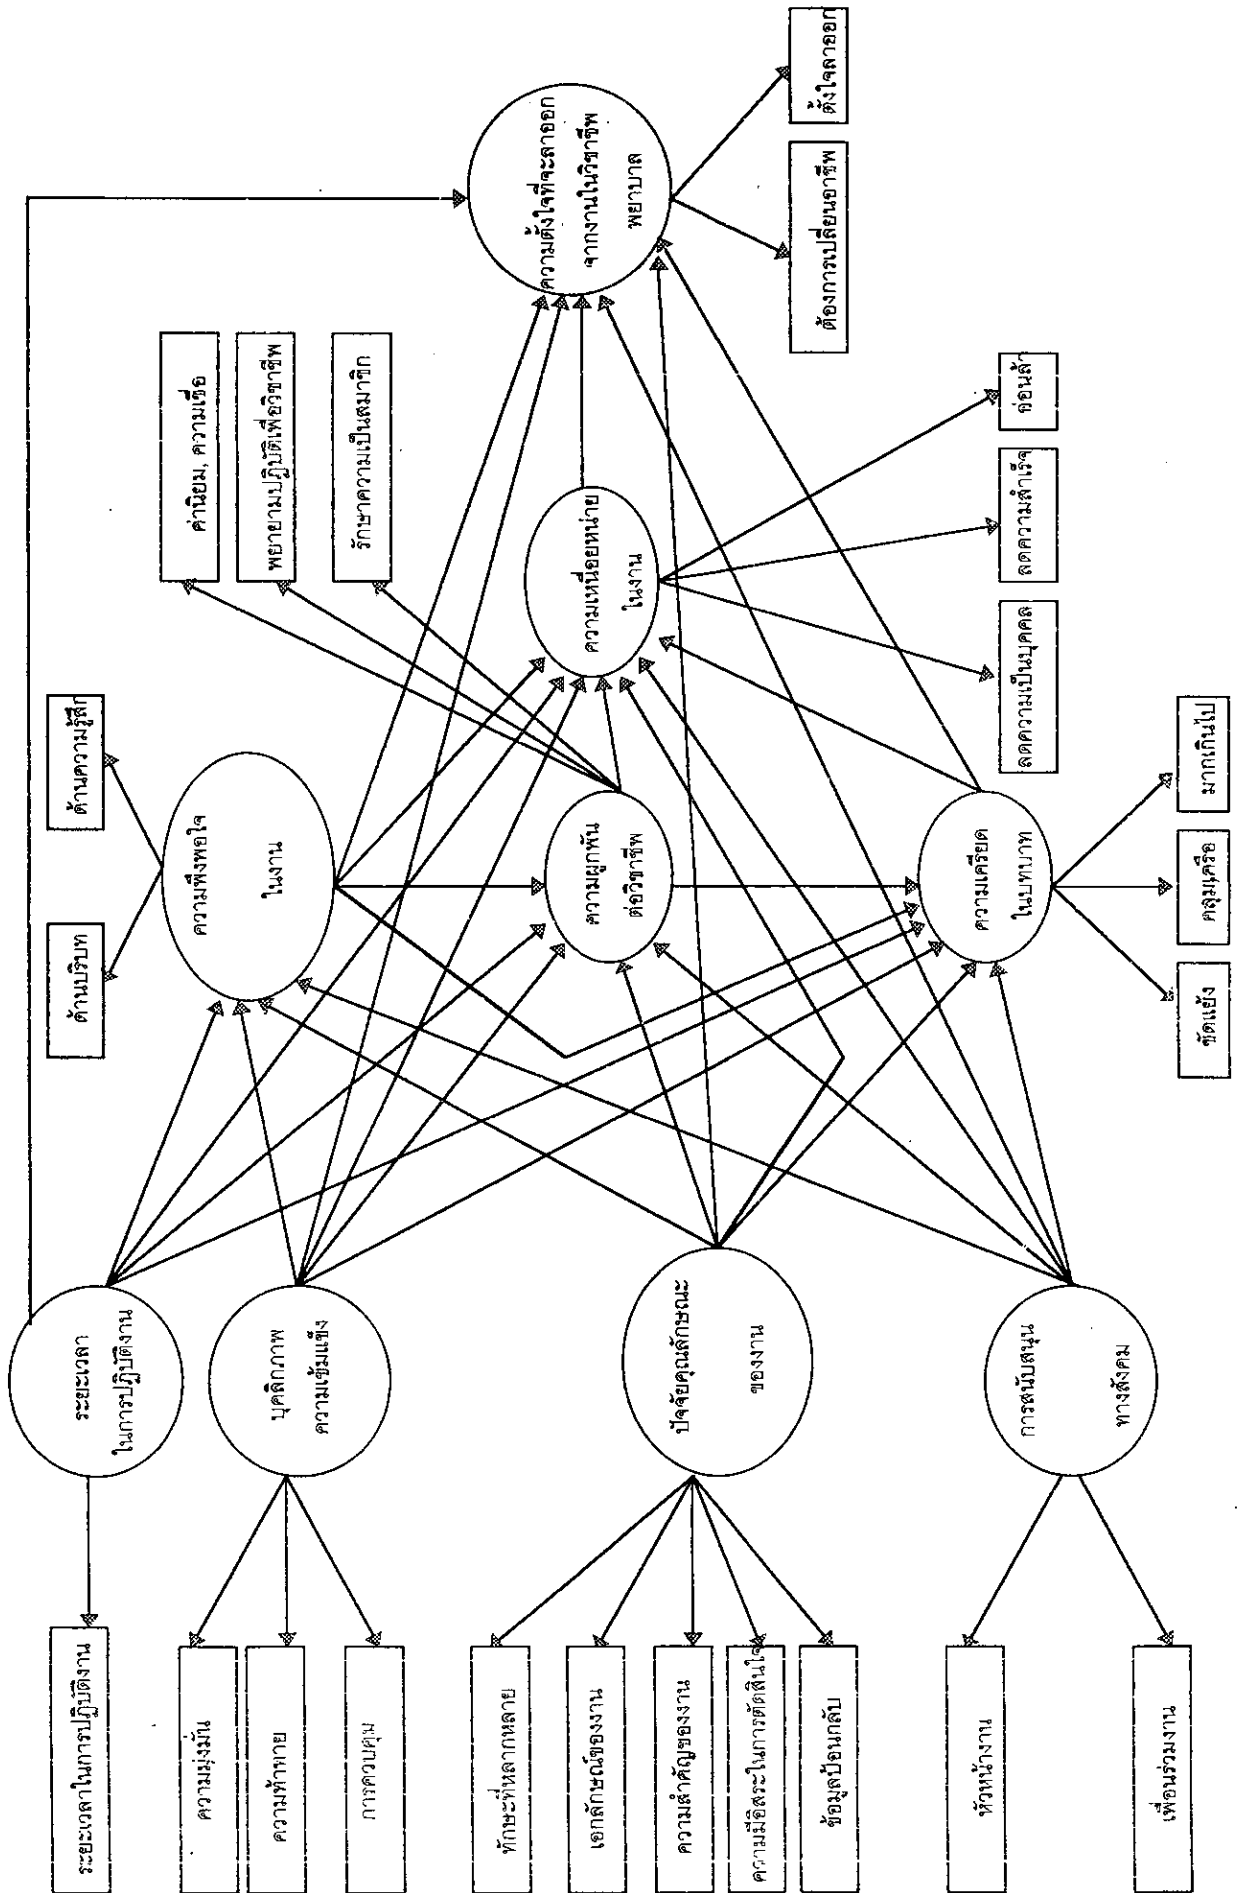 ระยะเวลาในการปฏิบัติงาน
ความมุ่งมั่น
ความท้าทาย
การควบคุม
ทักษะที่หลากหลาย
เอกลักษณ์ของงาน
ความสำคัญของงาน
ความมีอิสระในการตัดสินใจ
ข้อมูลป้อนกลับ
หัวหน้างาน
เพื่อนร่วมงาน
ระยะเวลา
ในการปฏิบัติงาน
บุคลิกภาพ
ความเข้มแข็ง
ปัจจัยคุณลักษณะ
ของงาน
การสนับสนุน
ทางสังคม
ด้านบริบท
ด้านความรู้สึก
ความพึงพอใจ
ในงาน
ความผูกพัน
ต่อวิชาชีพ
ความเครียด
ในบทบาท
ขัดแย้ง
คลุมเครือ
มากเกินไป
ค่านิยม, ความเชื่อ
พยายามปฏิบัติเพื่อวิชาชีพ
รักษาความเป็นสมาชิก
ความเหนื่อยหน่าย
ในงาน
ลดความเป็นบุคคล
ลดความสำเร็จ
อ่อนล้า
ความตั้งใจที่จะลาออก
จากงานในวิชาชีพ
พยาบาล
ต้องการเปลี่ยนอาชีพ
ตั้งใจลาออก